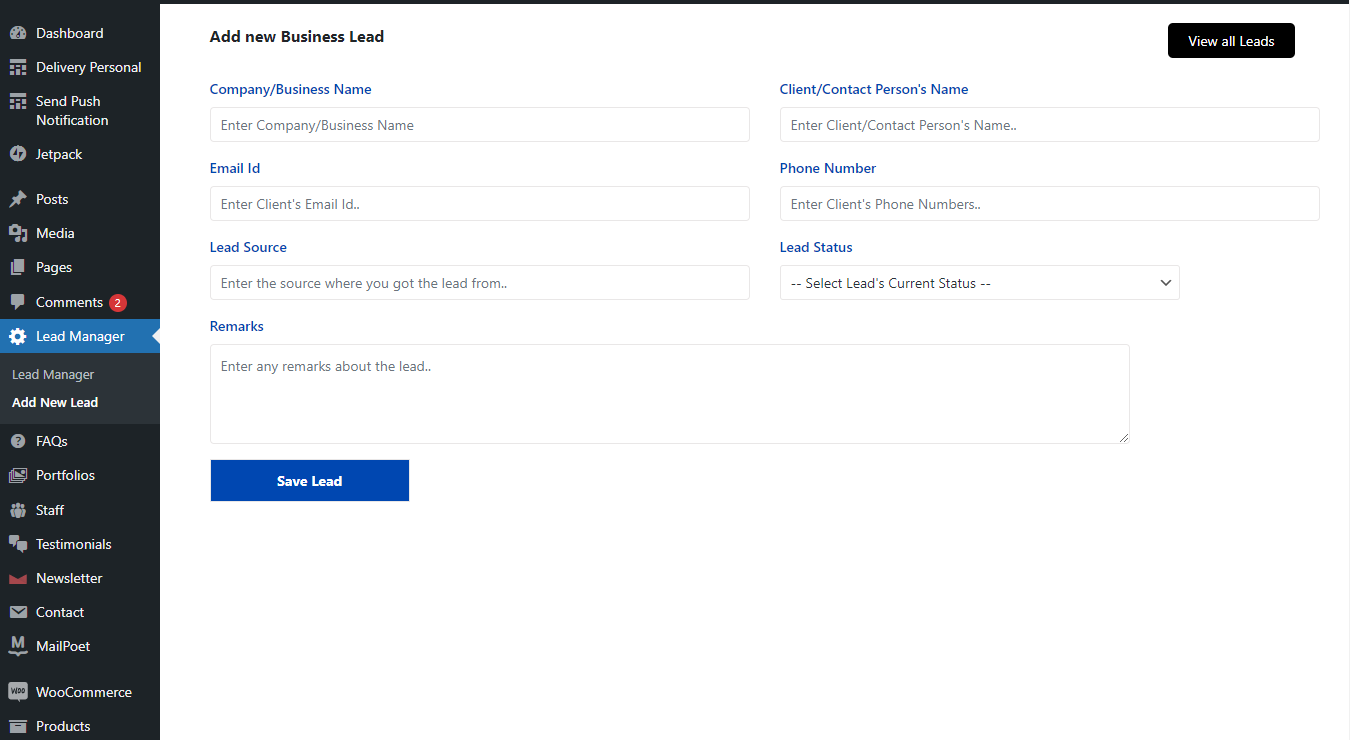 Dashboard
Delivery Personal
Send Push
Notification
Jetpack
Posts
Media
Pages
Comments 2
Lead Manager
Lead Manager
Add New Lead
FAQs
Portfolios
Staff
Testimonials
Newsletter
Contact
M MailPoet
Woo WooCommerce
Products
Add new Business Lead
View all Leads
Company/Business Name
Client/Contact Person's Name
Enter Company/Business Name
Enter Client/Contact Person's Name..
Email Id
Phone Number
Enter Client's Email Id..
Enter Client's Phone Numbers..
Lead Source
Lead Status
Enter the source where you got the lead from..
-- Select Lead's Current Status --
Remarks
Enter any remarks about the lead..
Save Lead